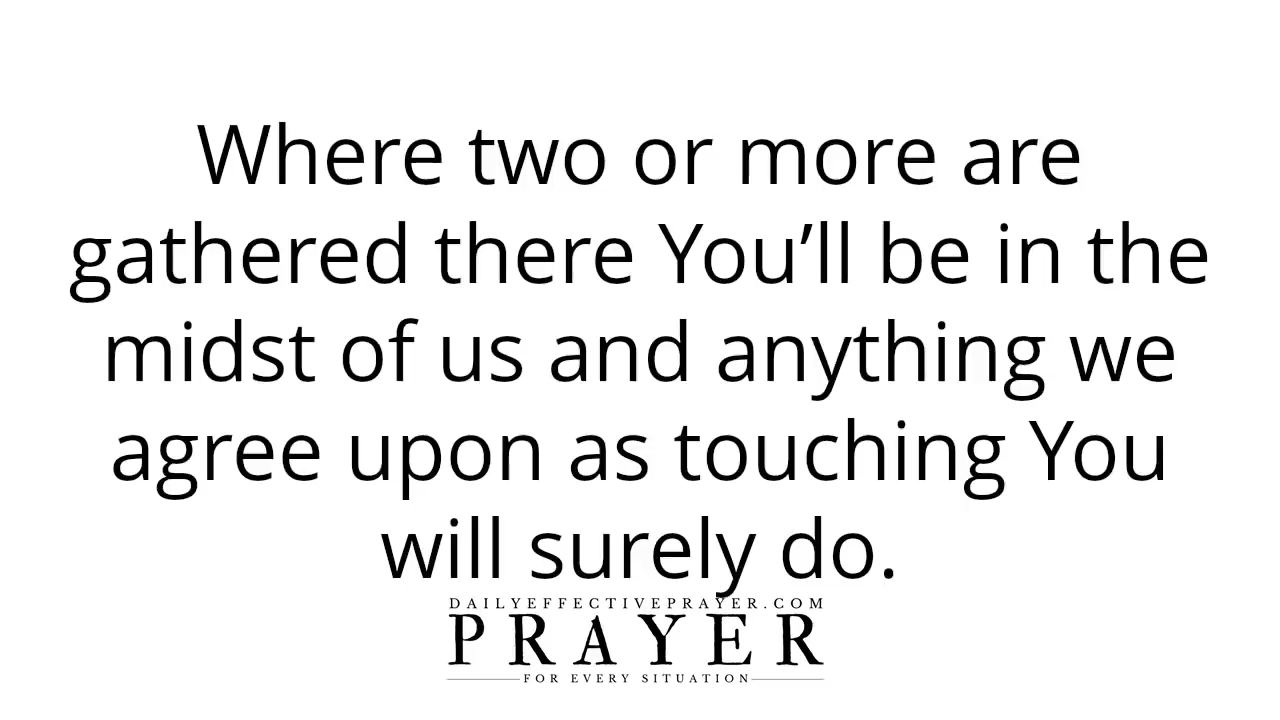 Where two or more are
gathered there You’ll be in the
midst of us and anything we
agree upon as touching You
will surely do.
DAILYEFFECTIVEPRAYER.COM
PRAYER
FOR EVERY SITUATION